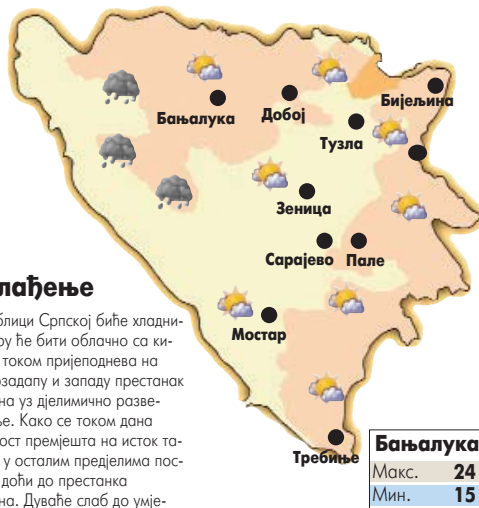 Бањалука
Добој
Бијељина
Тузла
Зеница
Сарајево Пале
Мостар
Требиње
лађење
блици Српској биће хладни-
ру ће бити облачно са ки-
током пријеподнева на
озадапу и западу престанак
на уз дјелимично разве-
ње. Како се током дана
ост премјешта на исток та-
у осталим предјелима пос-
доћи до престанка
на. Дуваће слаб до умје-
Бањалука
Макс. 24
Мин. 15